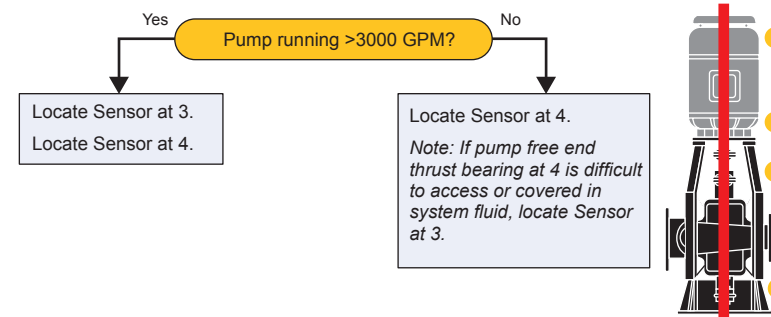 Yes
Pump running >3000 GPM?
No
Locate Sensor at 3.
Locate Sensor at 4.
Locate Sensor at 4.
Note: If pump free end
thrust bearing at 4 is difficult
to access or covered in
system fluid, locate Sensor
at 3.